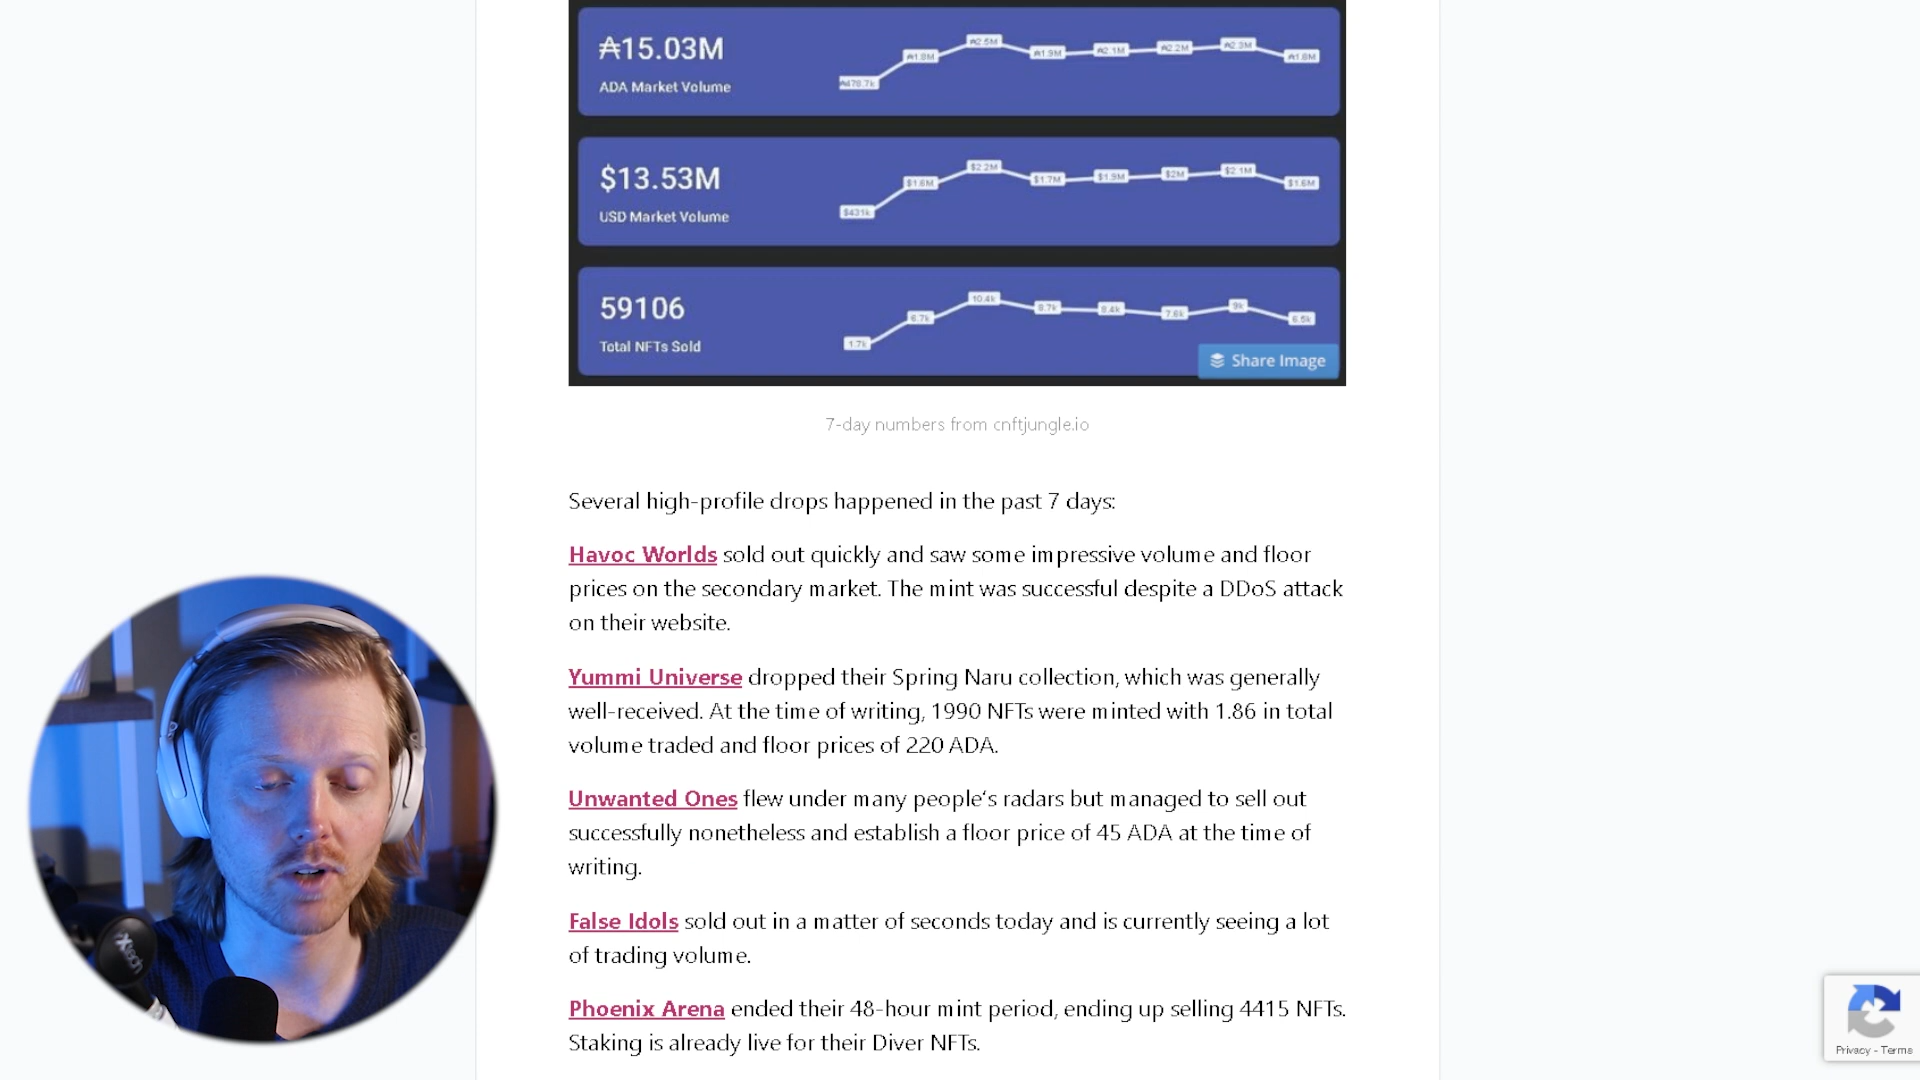 ₳15.03M
ADA Market Volume
₳478.7k ₳1.8M ₳2.5M ₳1.9M ₳2.1M ₳2.2M ₳2.3M ₳1.8M
$13.53M
USD Market Volume
$431k $1.6M $2.2M $1.7M $1.9M $2M $2.1M $1.6M
59106
Total NFTs Sold
1.7k 6.7k 10.4k 8.7k 8.4k 7.6k 9k 6.5k
Share Image
7-day numbers from cnftjungle.io
Several high-profile drops happened in the past 7 days:
Havoc Worlds sold out quickly and saw some impressive volume and floor
prices on the secondary market. The mint was successful despite a DDoS attack
on their website.
Yummi Universe dropped their Spring Naru collection, which was generally
well-received. At the time of writing, 1990 NFTs were minted with 1.86 in total
volume traded and floor prices of 220 ADA.
Unwanted Ones flew under many people's radars but managed to sell out
successfully nonetheless and establish a floor price of 45 ADA at the time of
writing.
False Idols sold out in a matter of seconds today and is currently seeing a lot
of trading volume.
Phoenix Arena ended their 48-hour mint period, ending up selling 4415 NFTs.
Staking is already live for their Diver NFTs.
Privacy - Terms